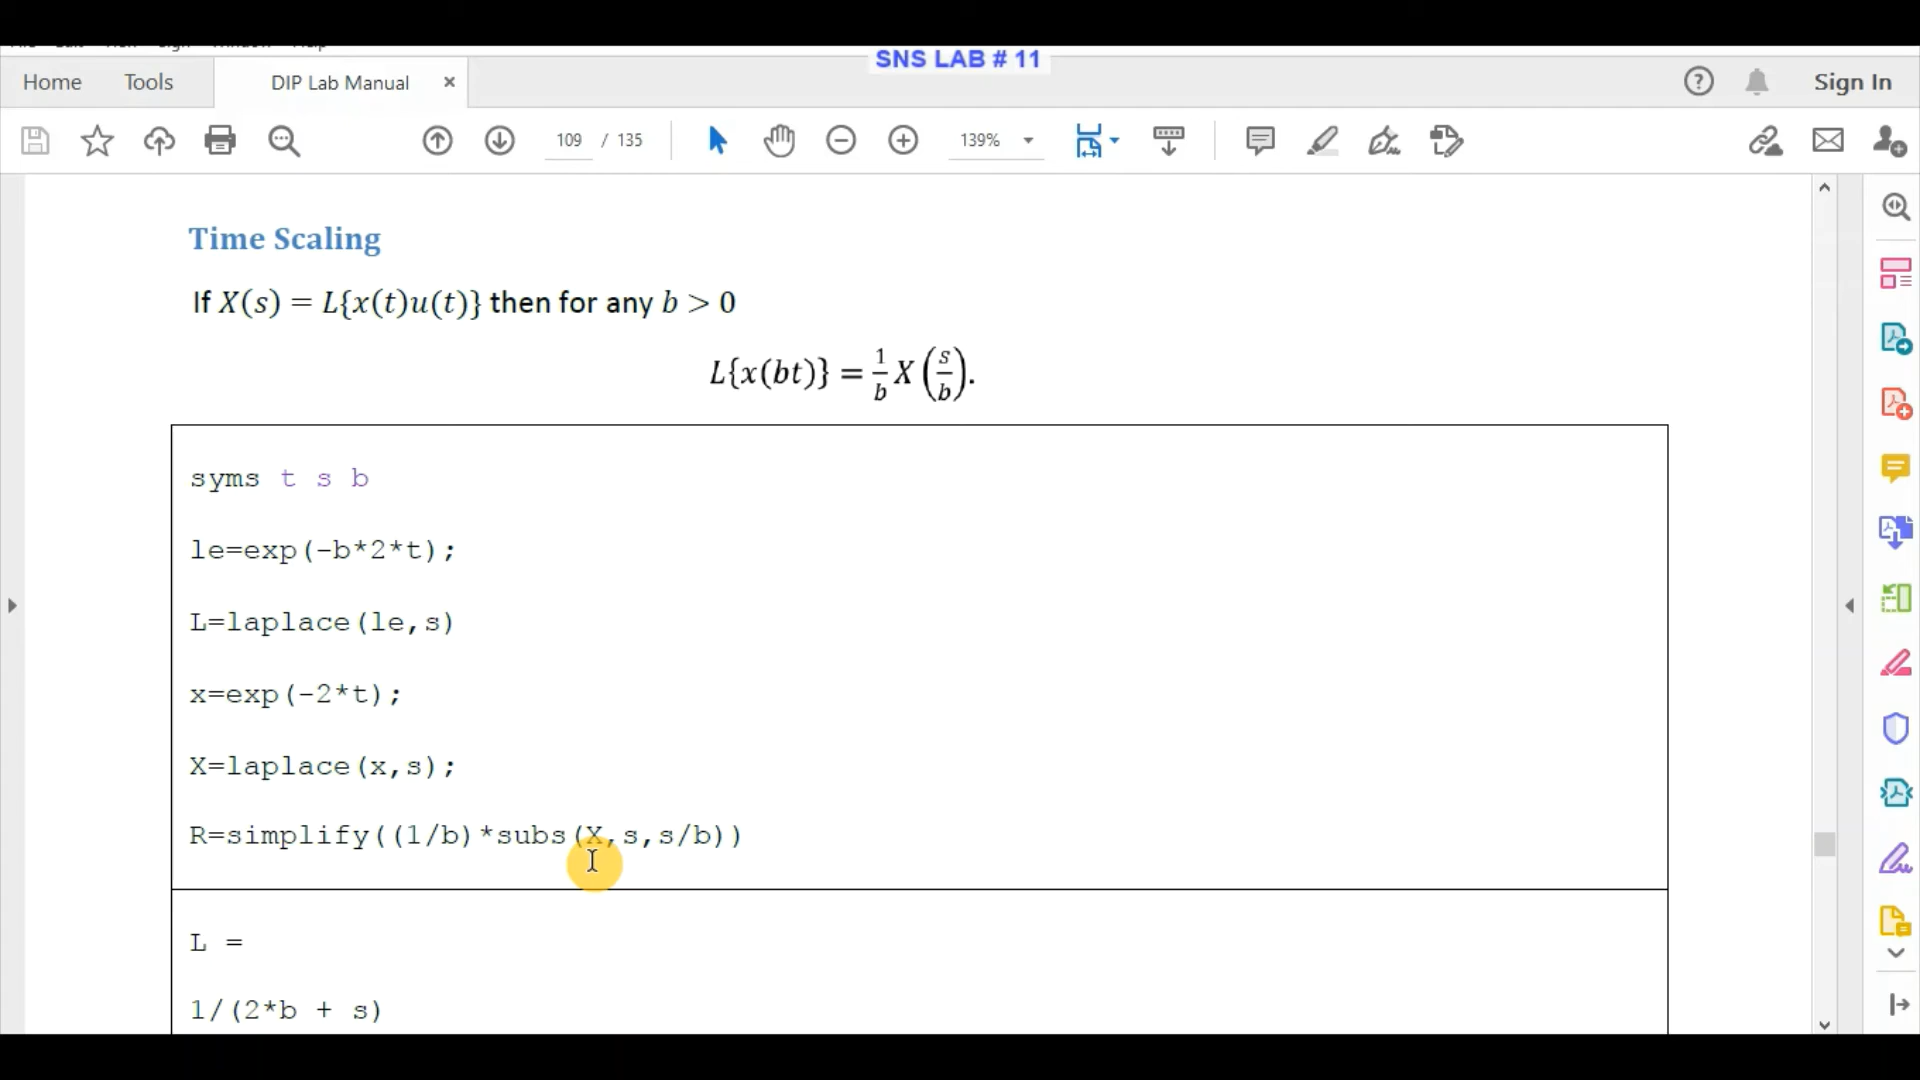 SNS LAB # 11
Home Tools DIP Lab Manual × Sign In
109 / 135 139%
Time Scaling
If X(s) = L{x(t)u(t)} then for any b > 0
L{x(bt)} = 1/b X(s/b).
syms t s b
le=exp(-b*2*t);
L=laplace(le,s)
x=exp(-2*t);
X=laplace(x,s);
R=simplify((1/b)*subs(X,s,s/b))
L =
1/(2*b + s)